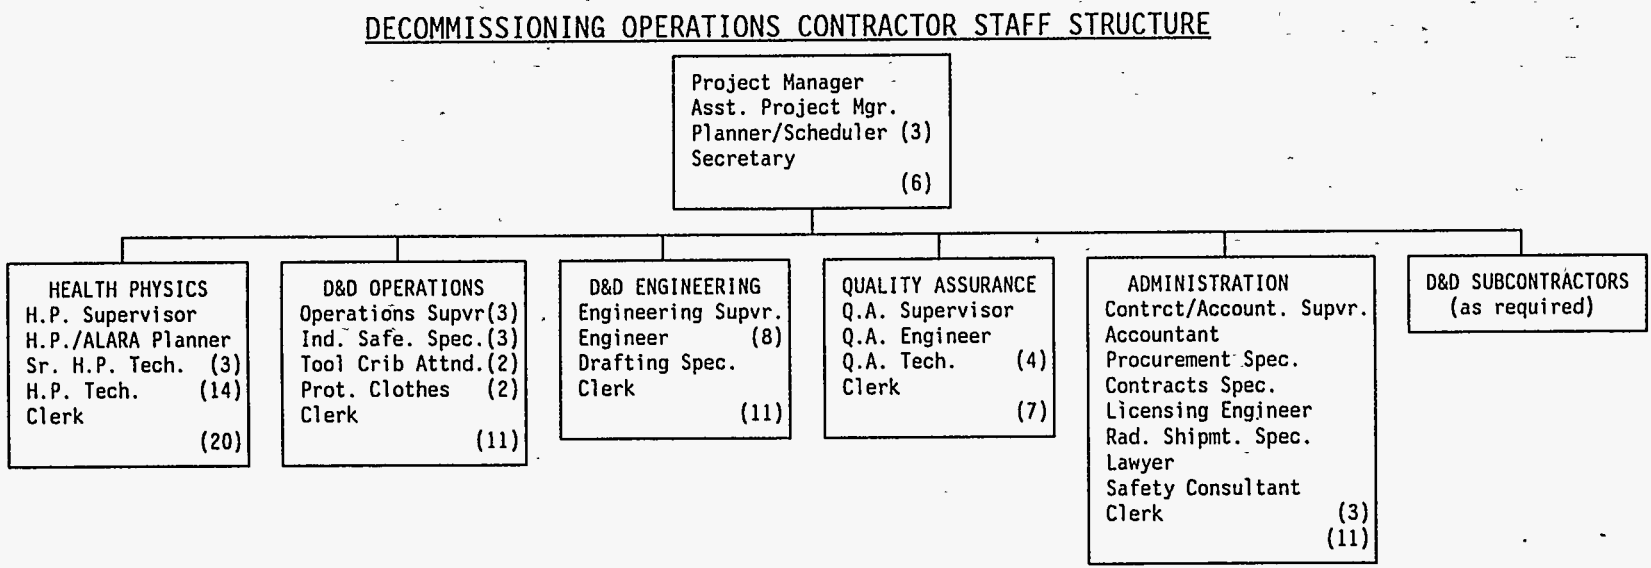 DECOMMISSIONING OPERATIONS CONTRACTOR STAFF STRUCTURE
Project Manager
Asst. Project Mgr.
Planner/Scheduler (3)
Secretary
(6)
HEALTH PHYSICS
H.P. Supervisor
H.P./ALARA Planner
Sr. H.P. Tech. (3)
H.P. Tech. (14)
Clerk
(20)
D&D OPERATIONS
Operations Supvr(3)
Ind. Safe. Spec.(3)
Tool Crib Attnd.(2)
Prot. Clothes (2)
Clerk
(11)
D&D ENGINEERING
Engineering Supvr.
Engineer (8)
Drafting Spec.
Clerk
(11)
QUALITY ASSURANCE
Q.A. Supervisor
Q.A. Engineer
Q.A. Tech. (4)
Clerk
(7)
ADMINISTRATION
Contrct/Account. Supvr.
Accountant
Procurement Spec.
Contracts Spec.
Licensing Engineer
Rad. Shipmt. Spec.
Lawyer
Safety Consultant
Clerk (3)
(11)
D&D SUBCONTRACTORS
(as required)